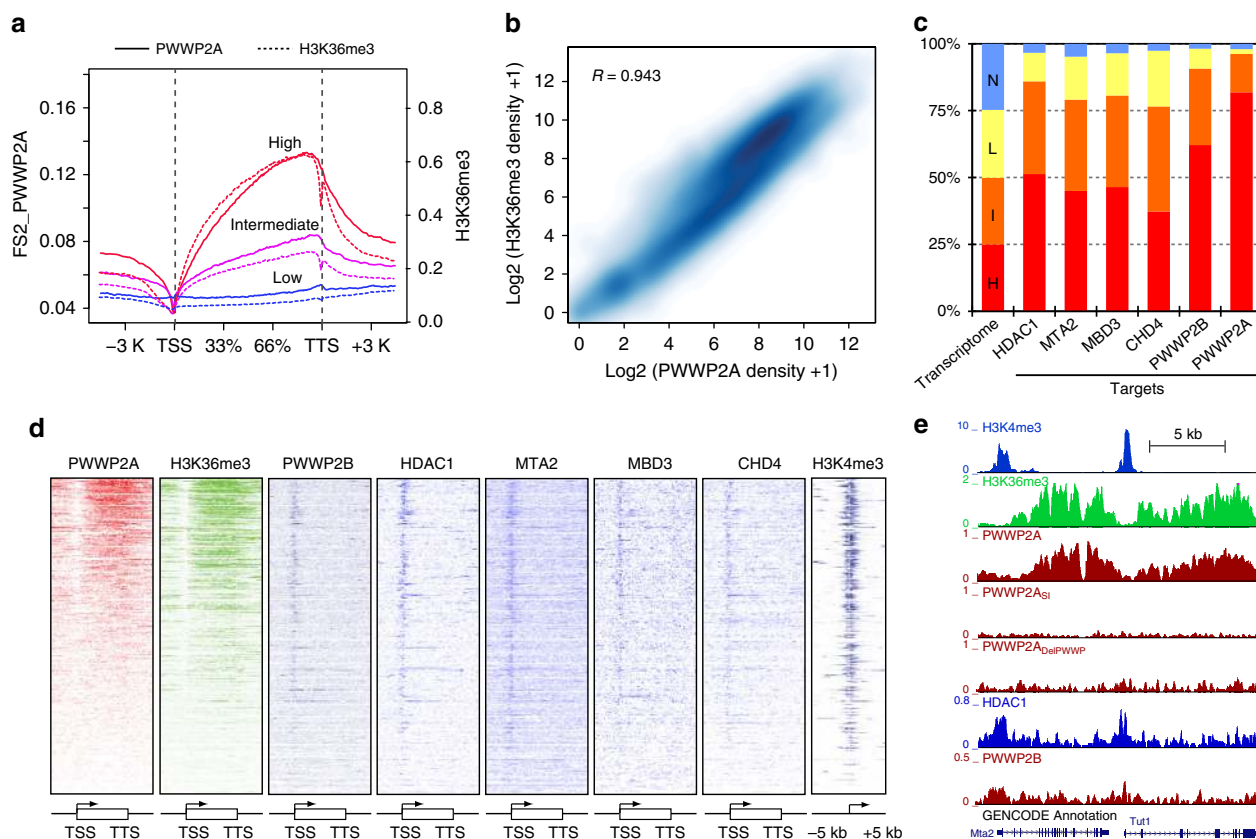 a
PWWP2A
H3K36me3
FS2_PWWP2A
0.16
0.12
0.08
0.04
High
Intermediate
Low
0.8
0.6
0.4
0.2
0.0
H3K36me3
−3 K TSS 33% 66% TTS +3 K
b
R = 0.943
Log2 (H3K36me3 density +1)
12
10
8
6
4
2
0
0 2 4 6 8 10 12
Log2 (PWWP2A density +1)
c
100%
75%
50%
25%
0%
N
L
I
H
Transcriptome
HDAC1
MTA2
MBD3
CHD4
PWWP2B
PWWP2A
Targets
d
PWWP2A H3K36me3 PWWP2B HDAC1 MTA2 MBD3 CHD4 H3K4me3
TSS TTS TSS TTS TSS TTS TSS TTS TSS TTS TSS TTS TSS TTS −5 kb +5 kb
e
10 H3K4me3
5 kb
0
2 H3K36me3
0
1 PWWP2A
0
1 PWWP2ASI
0
1 PWWP2ADelPWWP
0
0.8 HDAC1
0
0.5 PWWP2B
0
GENCODE Annotation
Mta2 Tut1